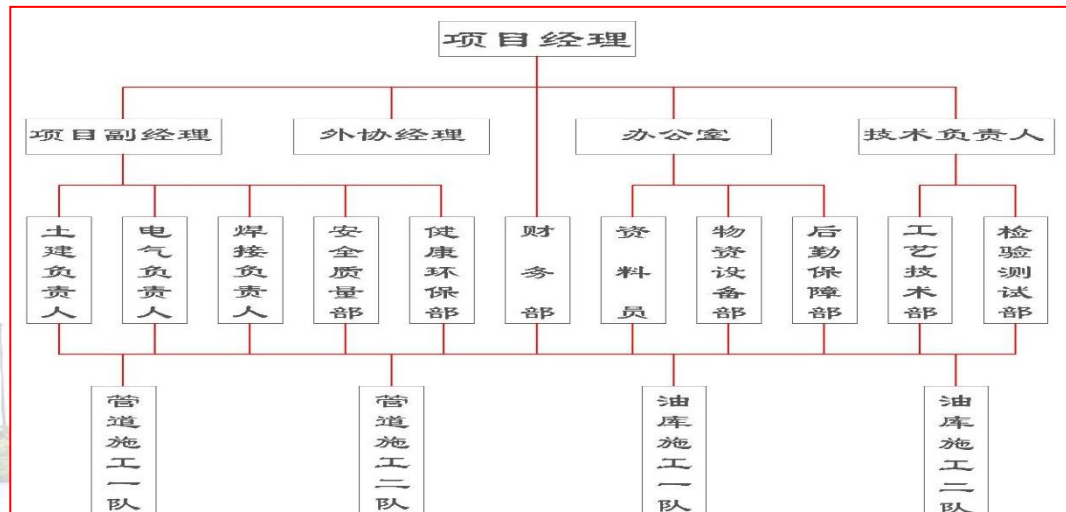 项目经理
项目副经理
外协经理
办公室
技术负责人
土建负责人
电气负责人
焊接负责人
安全质量部
健康环保部
财务部
资料员
物资设备部
后勤保障部
工艺技术部
检验测试部
管道施工一队
管道施工二队
油库施工一队
油库施工二队